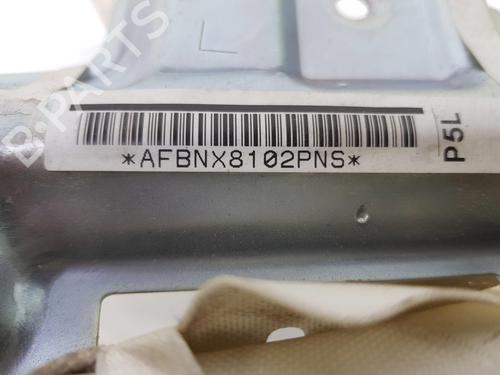 L
B-PARTS
*AFBNX8102PNS*
P5L